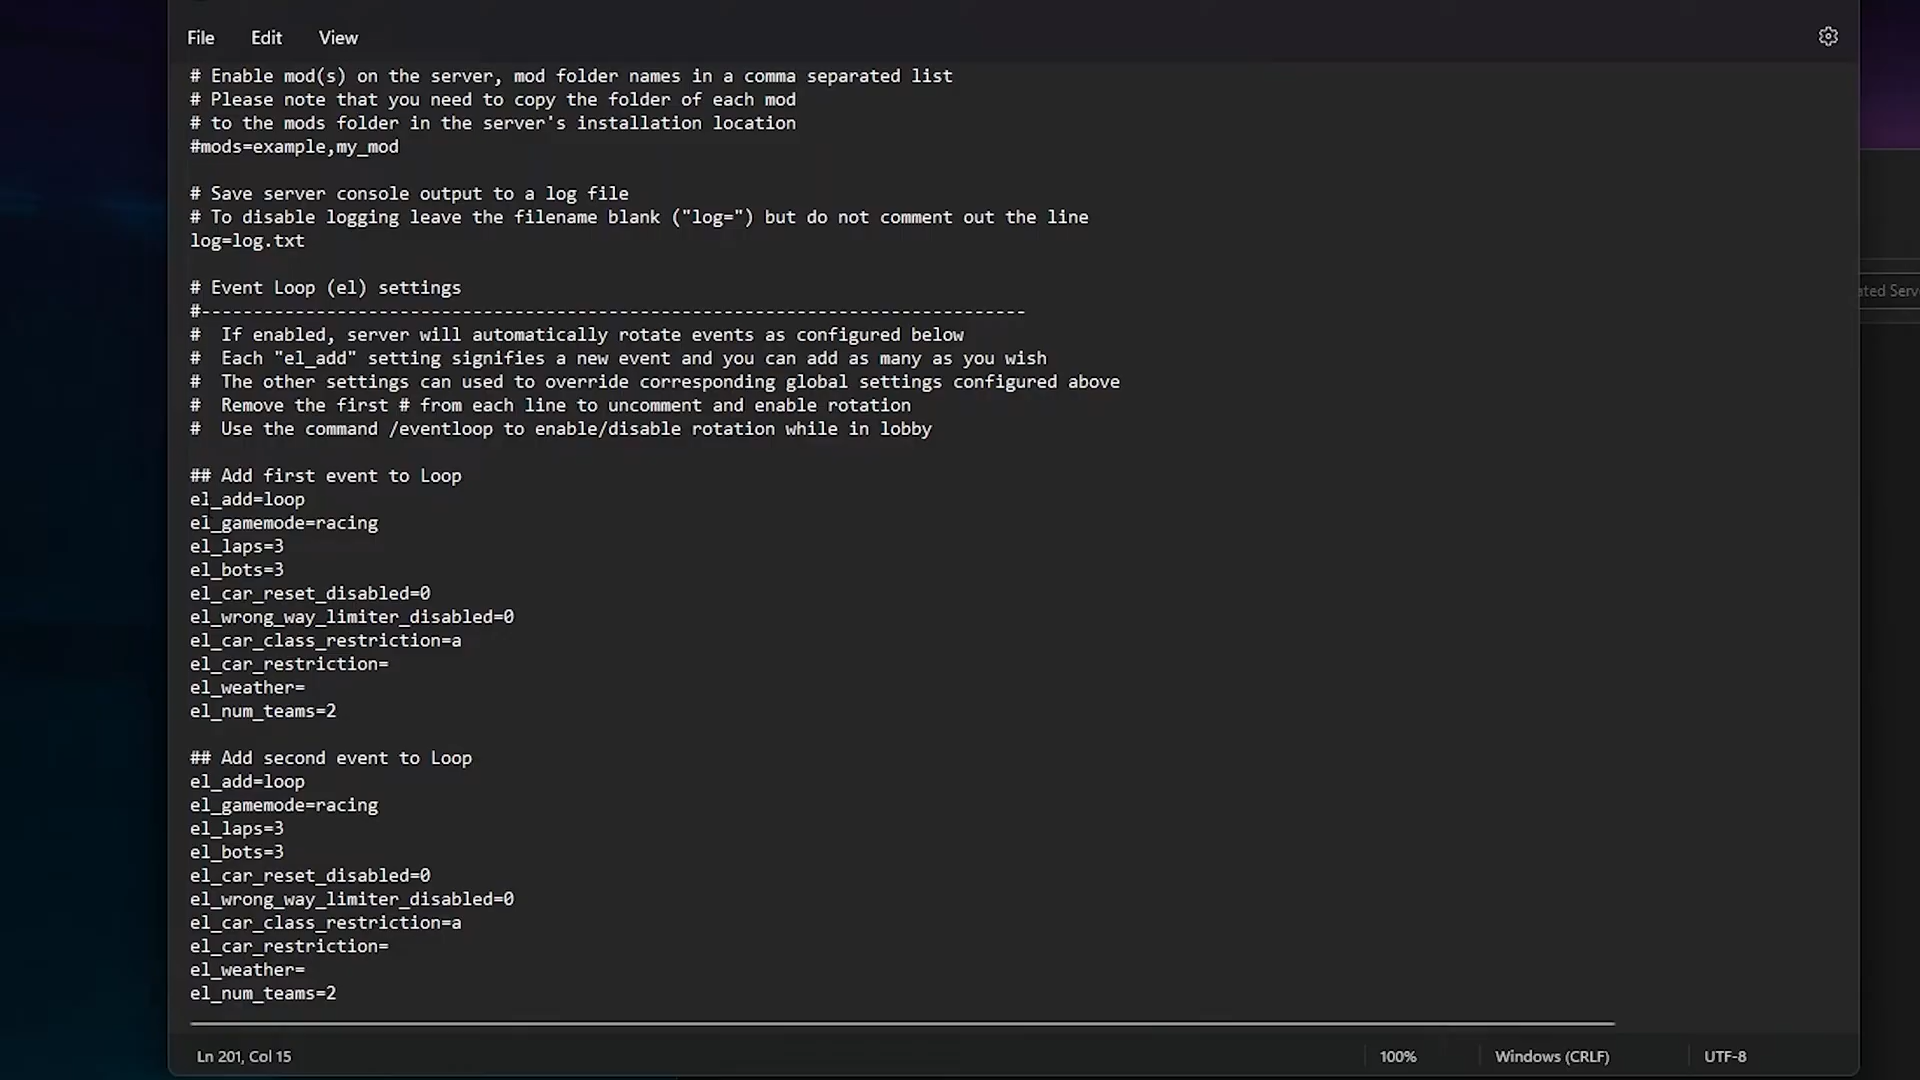 File Edit View
# Enable mod(s) on the server, mod folder names in a comma separated list
# Please note that you need to copy the folder of each mod
# to the mods folder in the server's installation location
#mods=example,my_mod
# Save server console output to a log file
# To disable logging leave the filename blank ("log=") but do not comment out the line
log=log.txt
# Event Loop (el) settings
#-------------------------------------------------------------------------------
#  If enabled, server will automatically rotate events as configured below
#  Each "el_add" setting signifies a new event and you can add as many as you wish
#  The other settings can used to override corresponding global settings configured above
#  Remove the first # from each line to uncomment and enable rotation
#  Use the command /eventloop to enable/disable rotation while in lobby
## Add first event to Loop
el_add=loop
el_gamemode=racing
el_laps=3
el_bots=3
el_car_reset_disabled=0
el_wrong_way_limiter_disabled=0
el_car_class_restriction=a
el_car_restriction=
el_weather=
el_num_teams=2
## Add second event to Loop
el_add=loop
el_gamemode=racing
el_laps=3
el_bots=3
el_car_reset_disabled=0
el_wrong_way_limiter_disabled=0
el_car_class_restriction=a
el_car_restriction=
el_weather=
el_num_teams=2
Ln 201, Col 15 100% Windows (CRLF) UTF-8